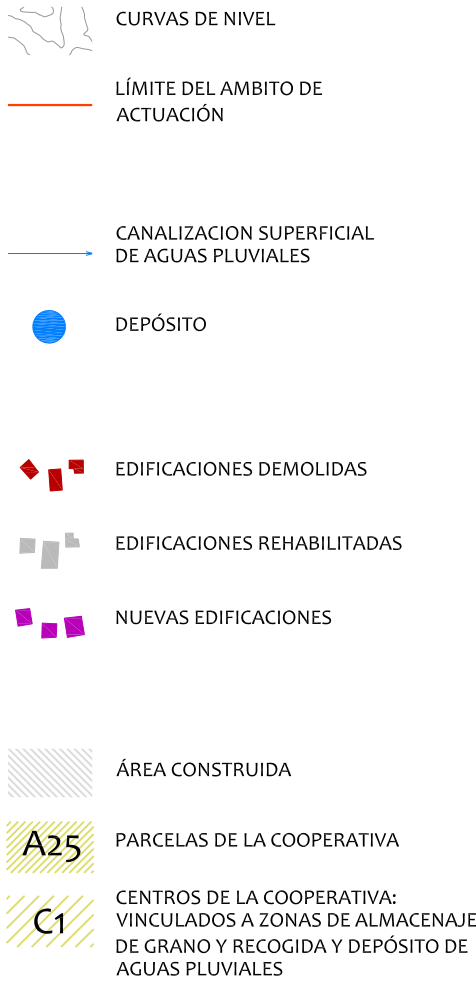 CURVAS DE NIVEL
LÍMITE DEL AMBITO DE
ACTUACIÓN
CANALIZACION SUPERFICIAL
DE AGUAS PLUVIALES
DEPÓSITO
EDIFICACIONES DEMOLIDAS
EDIFICACIONES REHABILITADAS
NUEVAS EDIFICACIONES
ÁREA CONSTRUIDA
A25 PARCELAS DE LA COOPERATIVA
CENTROS DE LA COOPERATIVA:
C1 VINCULADOS A ZONAS DE ALMACENAJE
DE GRANO Y RECOGIDA Y DEPÓSITO DE
AGUAS PLUVIALES